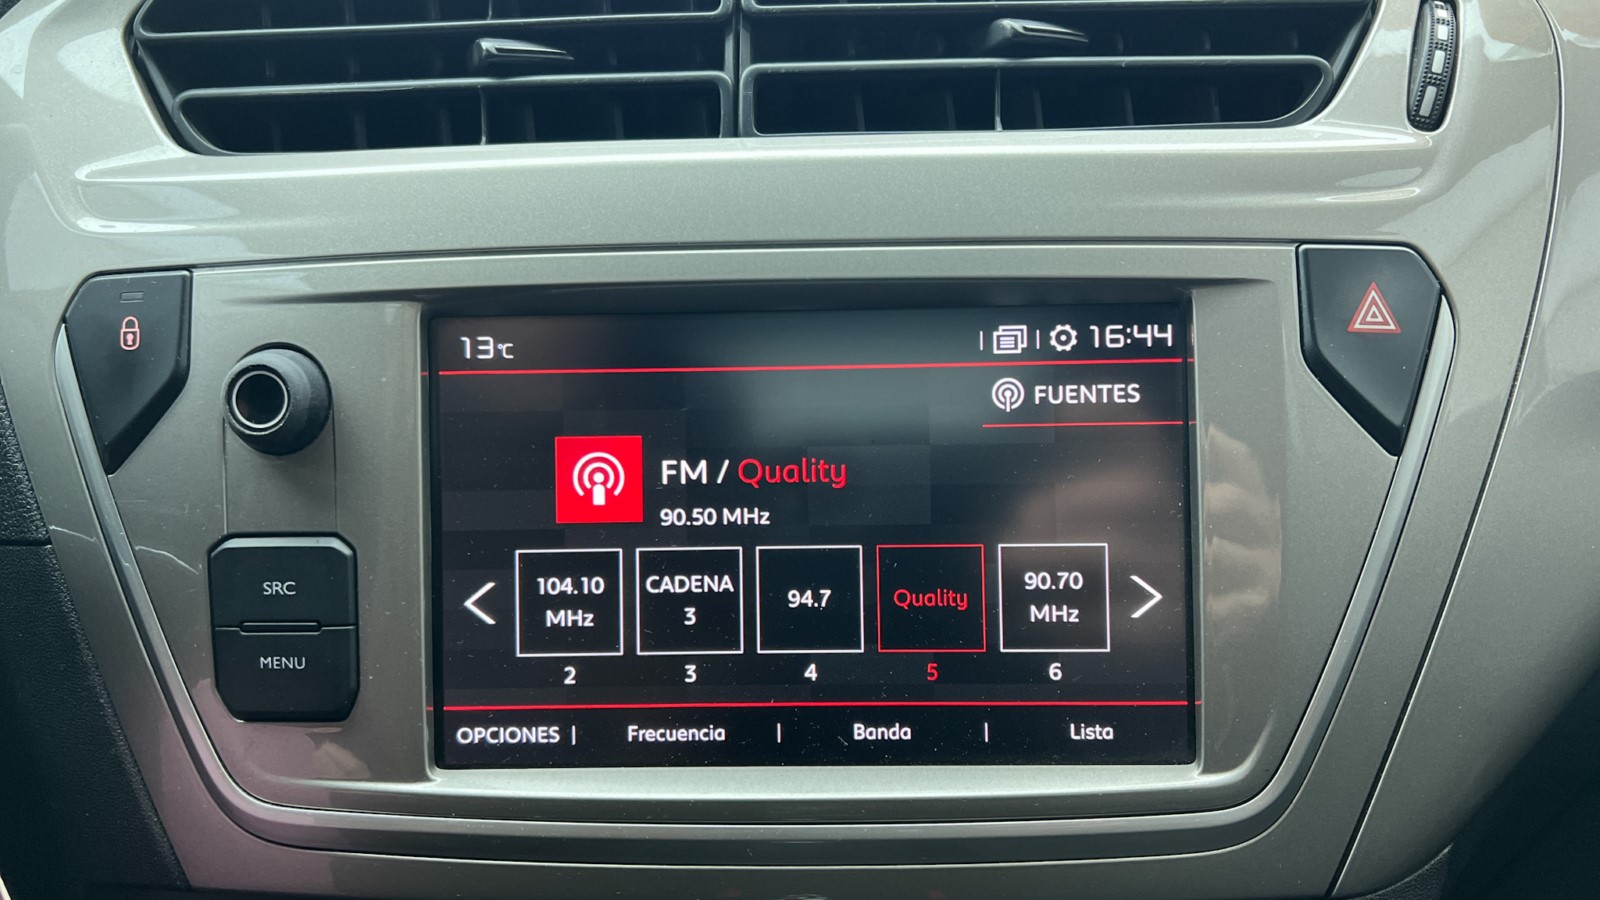 13°C
16:44
FUENTES
FM / Quality
90.50 MHz
104.10 MHz
CADENA 3
94.7
Quality
90.70 MHz
2
3
4
5
6
OPCIONES | Frecuencia | Banda | Lista
SRC
MENU